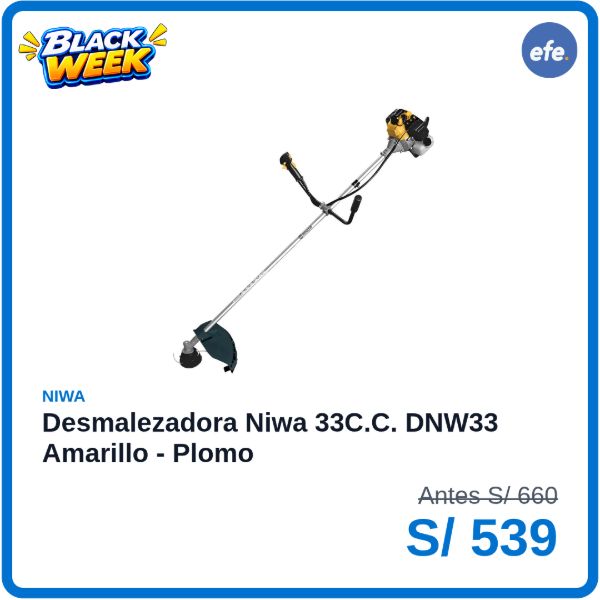 BLACK
WEEK
efe.
NIWA
Desmalezadora Niwa 33C.C. DNW33
Amarillo - Plomo
Antes S/ 660
S/ 539